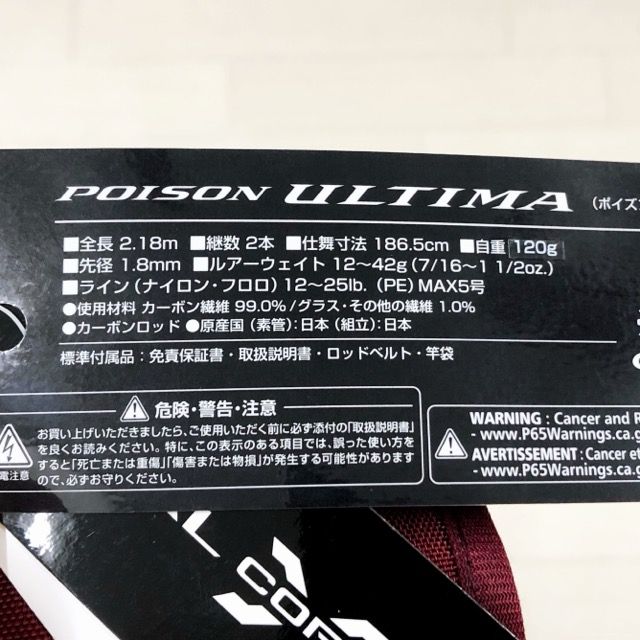 POISON ULTIMA （ポイズ
■全長 2.18m ■継数 2本 ■仕舞寸法 186.5cm ■自重 120g
■先径 1.8mm ■ルアーウェイト 12～42g（7/16～1 1/2oz.）
■ライン（ナイロン・フロロ）12～25lb.（PE）MAX5号
●使用材料 カーボン繊維 99.0%/グラス・その他の繊維 1.0%
●カーボンロッド ●原産国（素管）：日本（組立）：日本
標準付属品：免責保証書・取扱説明書・ロッドベルト・竿袋
危険・警告・注意
お買い上げいただきましたら、ご使用いただく前に必ず添付の「取扱説明書」
を良くお読みください。特に、この表示のある項目では、誤った使い方を
すると「死亡または重傷」「傷害または物損」が発生する可能性があります
ので、必ずお守りください。
電注意
WARNING : Cancer and R
- www.P65Warnings.ca.g
AVERTISSEMENT : Cancer et
- www.P65Warnings.ca.g
AL
COR